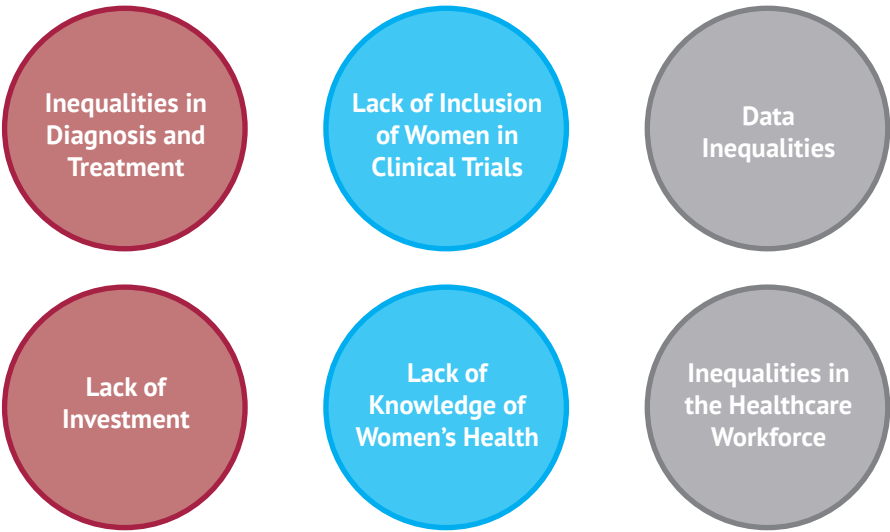 Inequalities in
Diagnosis and
Treatment
Lack of Inclusion
of Women in
Clinical Trials
Data
Inequalities
Lack of
Investment
Lack of
Knowledge of
Women’s Health
Inequalities in
the Healthcare
Workforce